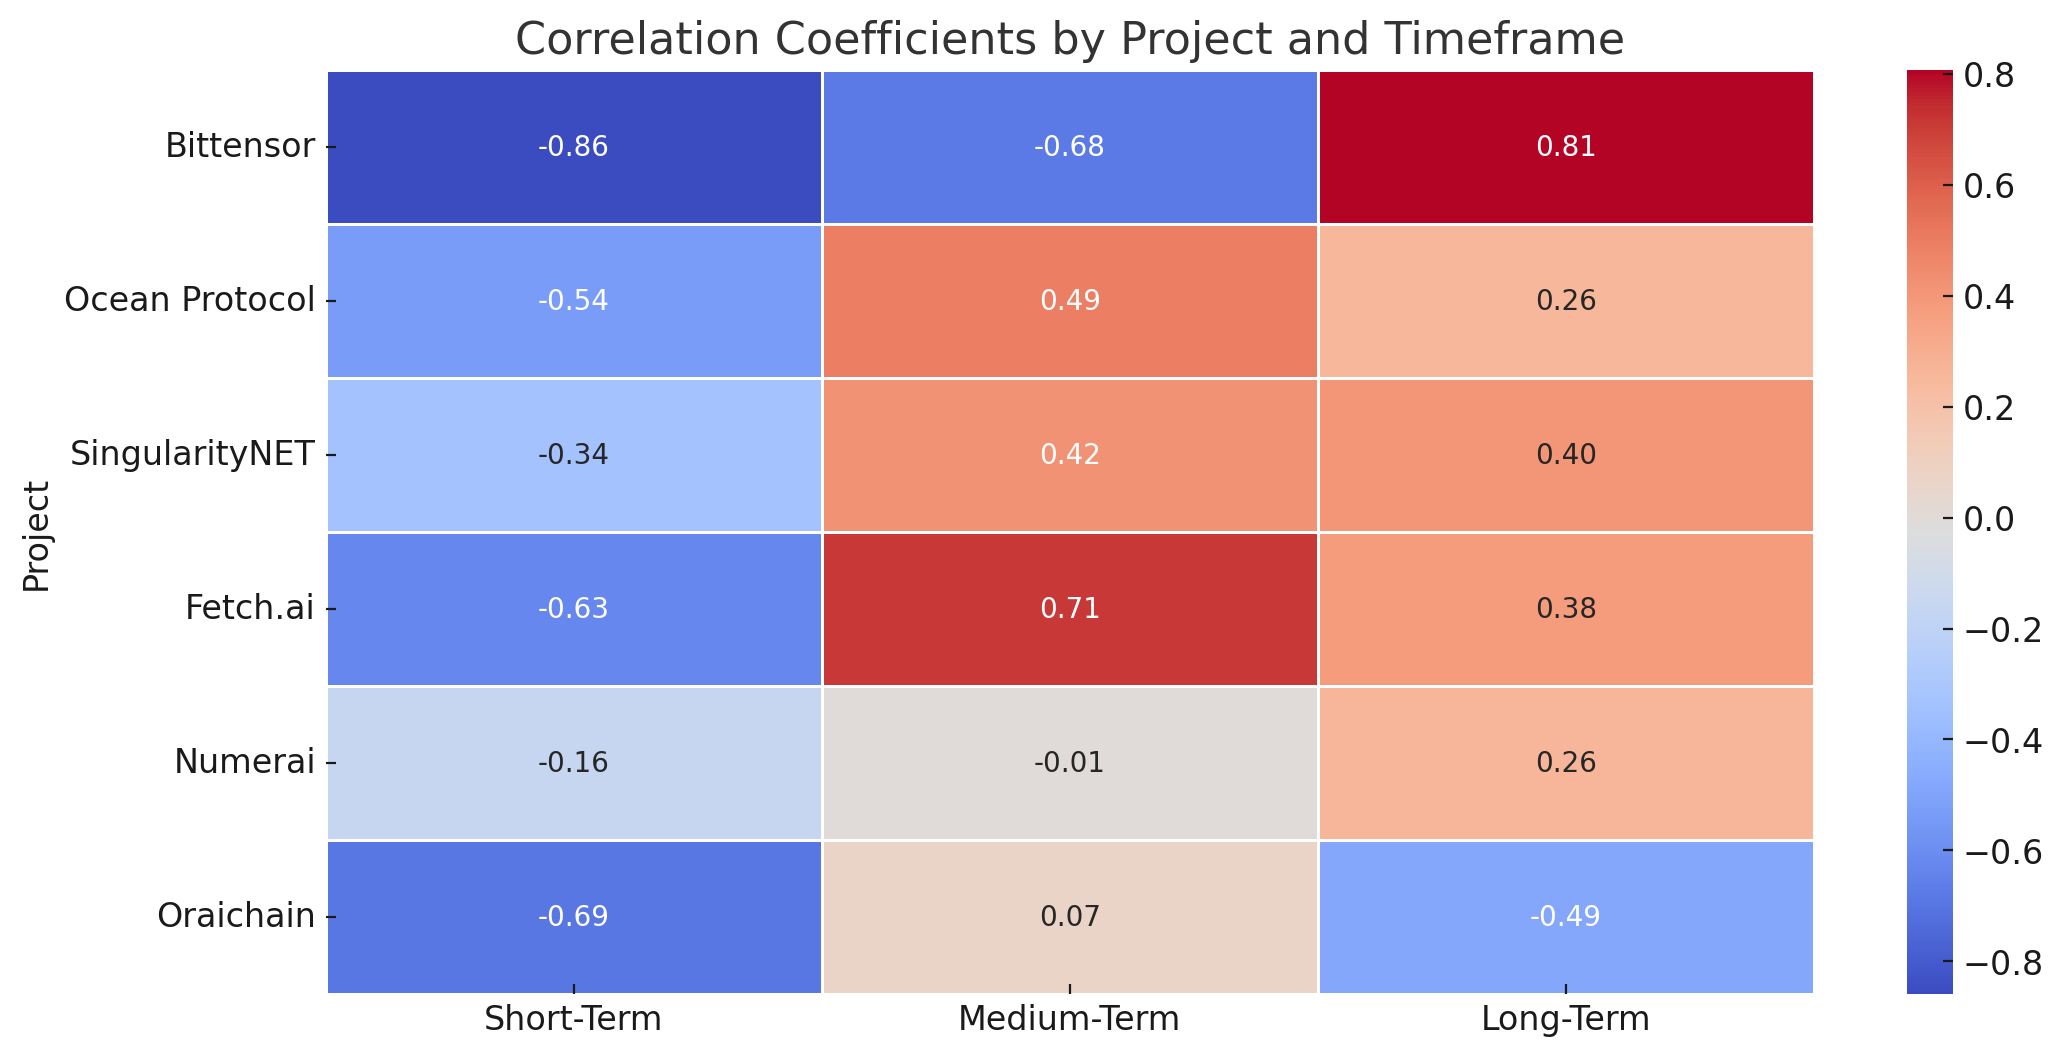 Correlation Coefficients by Project and Timeframe
Project
Bittensor -0.86 -0.68 0.81
Ocean Protocol -0.54 0.49 0.26
SingularityNET -0.34 0.42 0.40
Fetch.ai -0.63 0.71 0.38
Numerai -0.16 -0.01 0.26
Oraichain -0.69 0.07 -0.49
Short-Term Medium-Term Long-Term
0.8
0.6
0.4
0.2
0.0
−0.2
−0.4
−0.6
−0.8